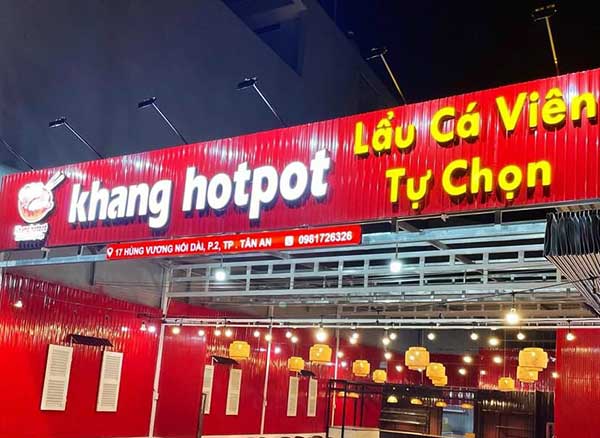 khang hotpot
Lẩu Cá Viên
Tự Chọn
17 HÙNG VƯƠNG NỐI DÀI, P.2, TP. TÂN AN 0981726326